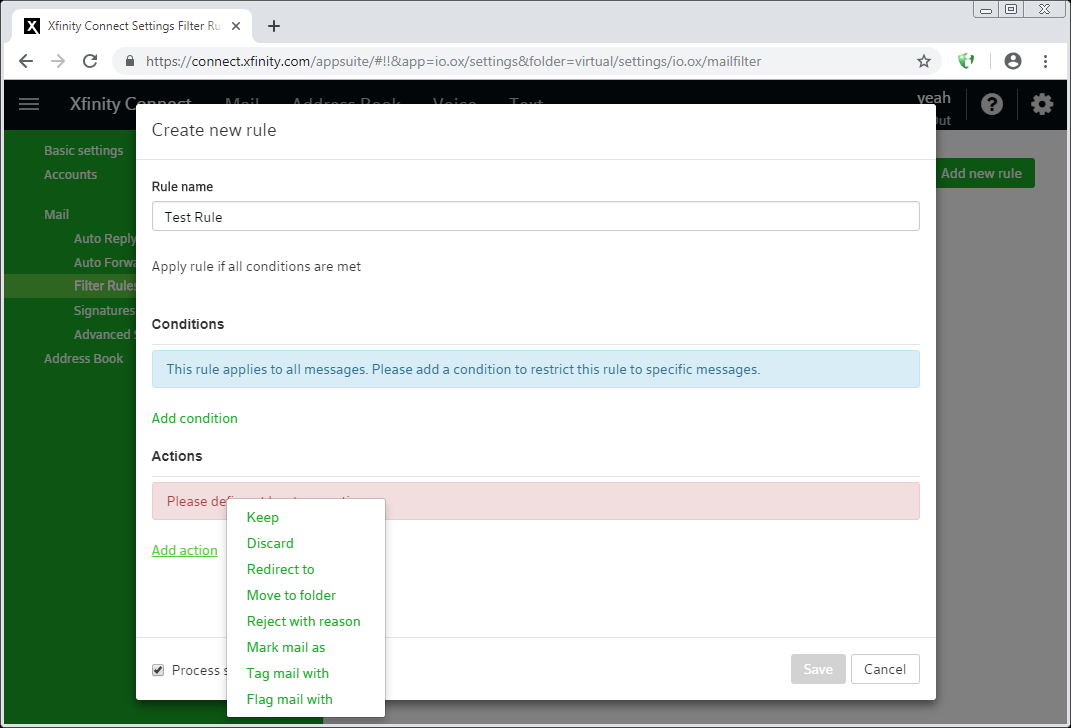 Xfinity Connect Settings Filter Ru
https://connect.xfinity.com/appsuite/#!!&app=io.ox/settings&folder=virtual/settings/io.ox/mailfilter
Xfinity Connect Mail Address Book Voice Text
yeah
Out
Create new rule
Basic settings
Accounts
Add new rule
Rule name
Mail
Test Rule
Auto Reply
Auto Forwa
Apply rule if all conditions are met
Filter Rules
Signatures
Conditions
Advanced
Address Book
This rule applies to all messages. Please add a condition to restrict this rule to specific messages.
Add condition
Actions
Please
Keep
Discard
Add action
Redirect to
Move to folder
Reject with reason
Mark mail as
Process
Save
Cancel
Tag mail with
Flag mail with